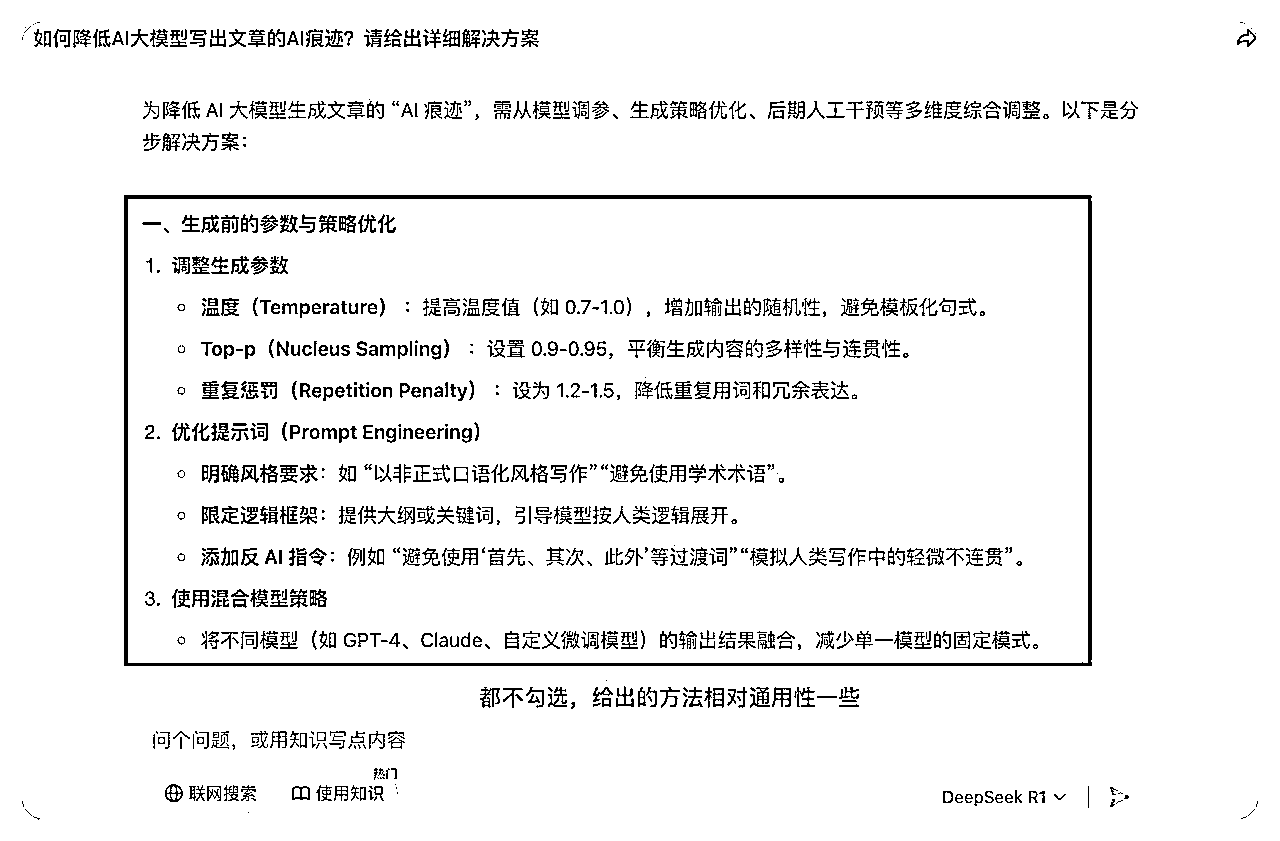 如何降低AI大模型写出文章的AI痕迹？请给出详细解决方案
为降低 AI 大模型生成文章的 “AI 痕迹”，需从模型调参、生成策略优化、后期人工干预等多维度综合调整。以下是分
步解决方案：
一、生成前的参数与策略优化
1. 调整生成参数
○ 温度（Temperature）： 提高温度值（如 0.7-1.0），增加输出的随机性，避免模板化句式。
○ Top-p（Nucleus Sampling）： 设置 0.9-0.95，平衡生成内容的多样性与连贯性。
○ 重复惩罚（Repetition Penalty）： 设为 1.2-1.5，降低重复用词和冗余表达。
2. 优化提示词（Prompt Engineering）
○ 明确风格要求：如 “以非正式口语化风格写作”“避免使用学术术语”。
○ 限定逻辑框架：提供大纲或关键词，引导模型按人类逻辑展开。
○ 添加反 AI 指令：例如 “避免使用‘首先、其次、此外’等过渡词”“模拟人类写作中的轻微不连贯”。
3. 使用混合模型策略
○ 将不同模型（如 GPT-4、Claude、自定义微调模型）的输出结果融合，减少单一模型的固定模式。
都不勾选，给出的方法相对通用性一些
问个问题，或用知识写点内容
热门
联网搜索 使用知识 DeepSeek R1